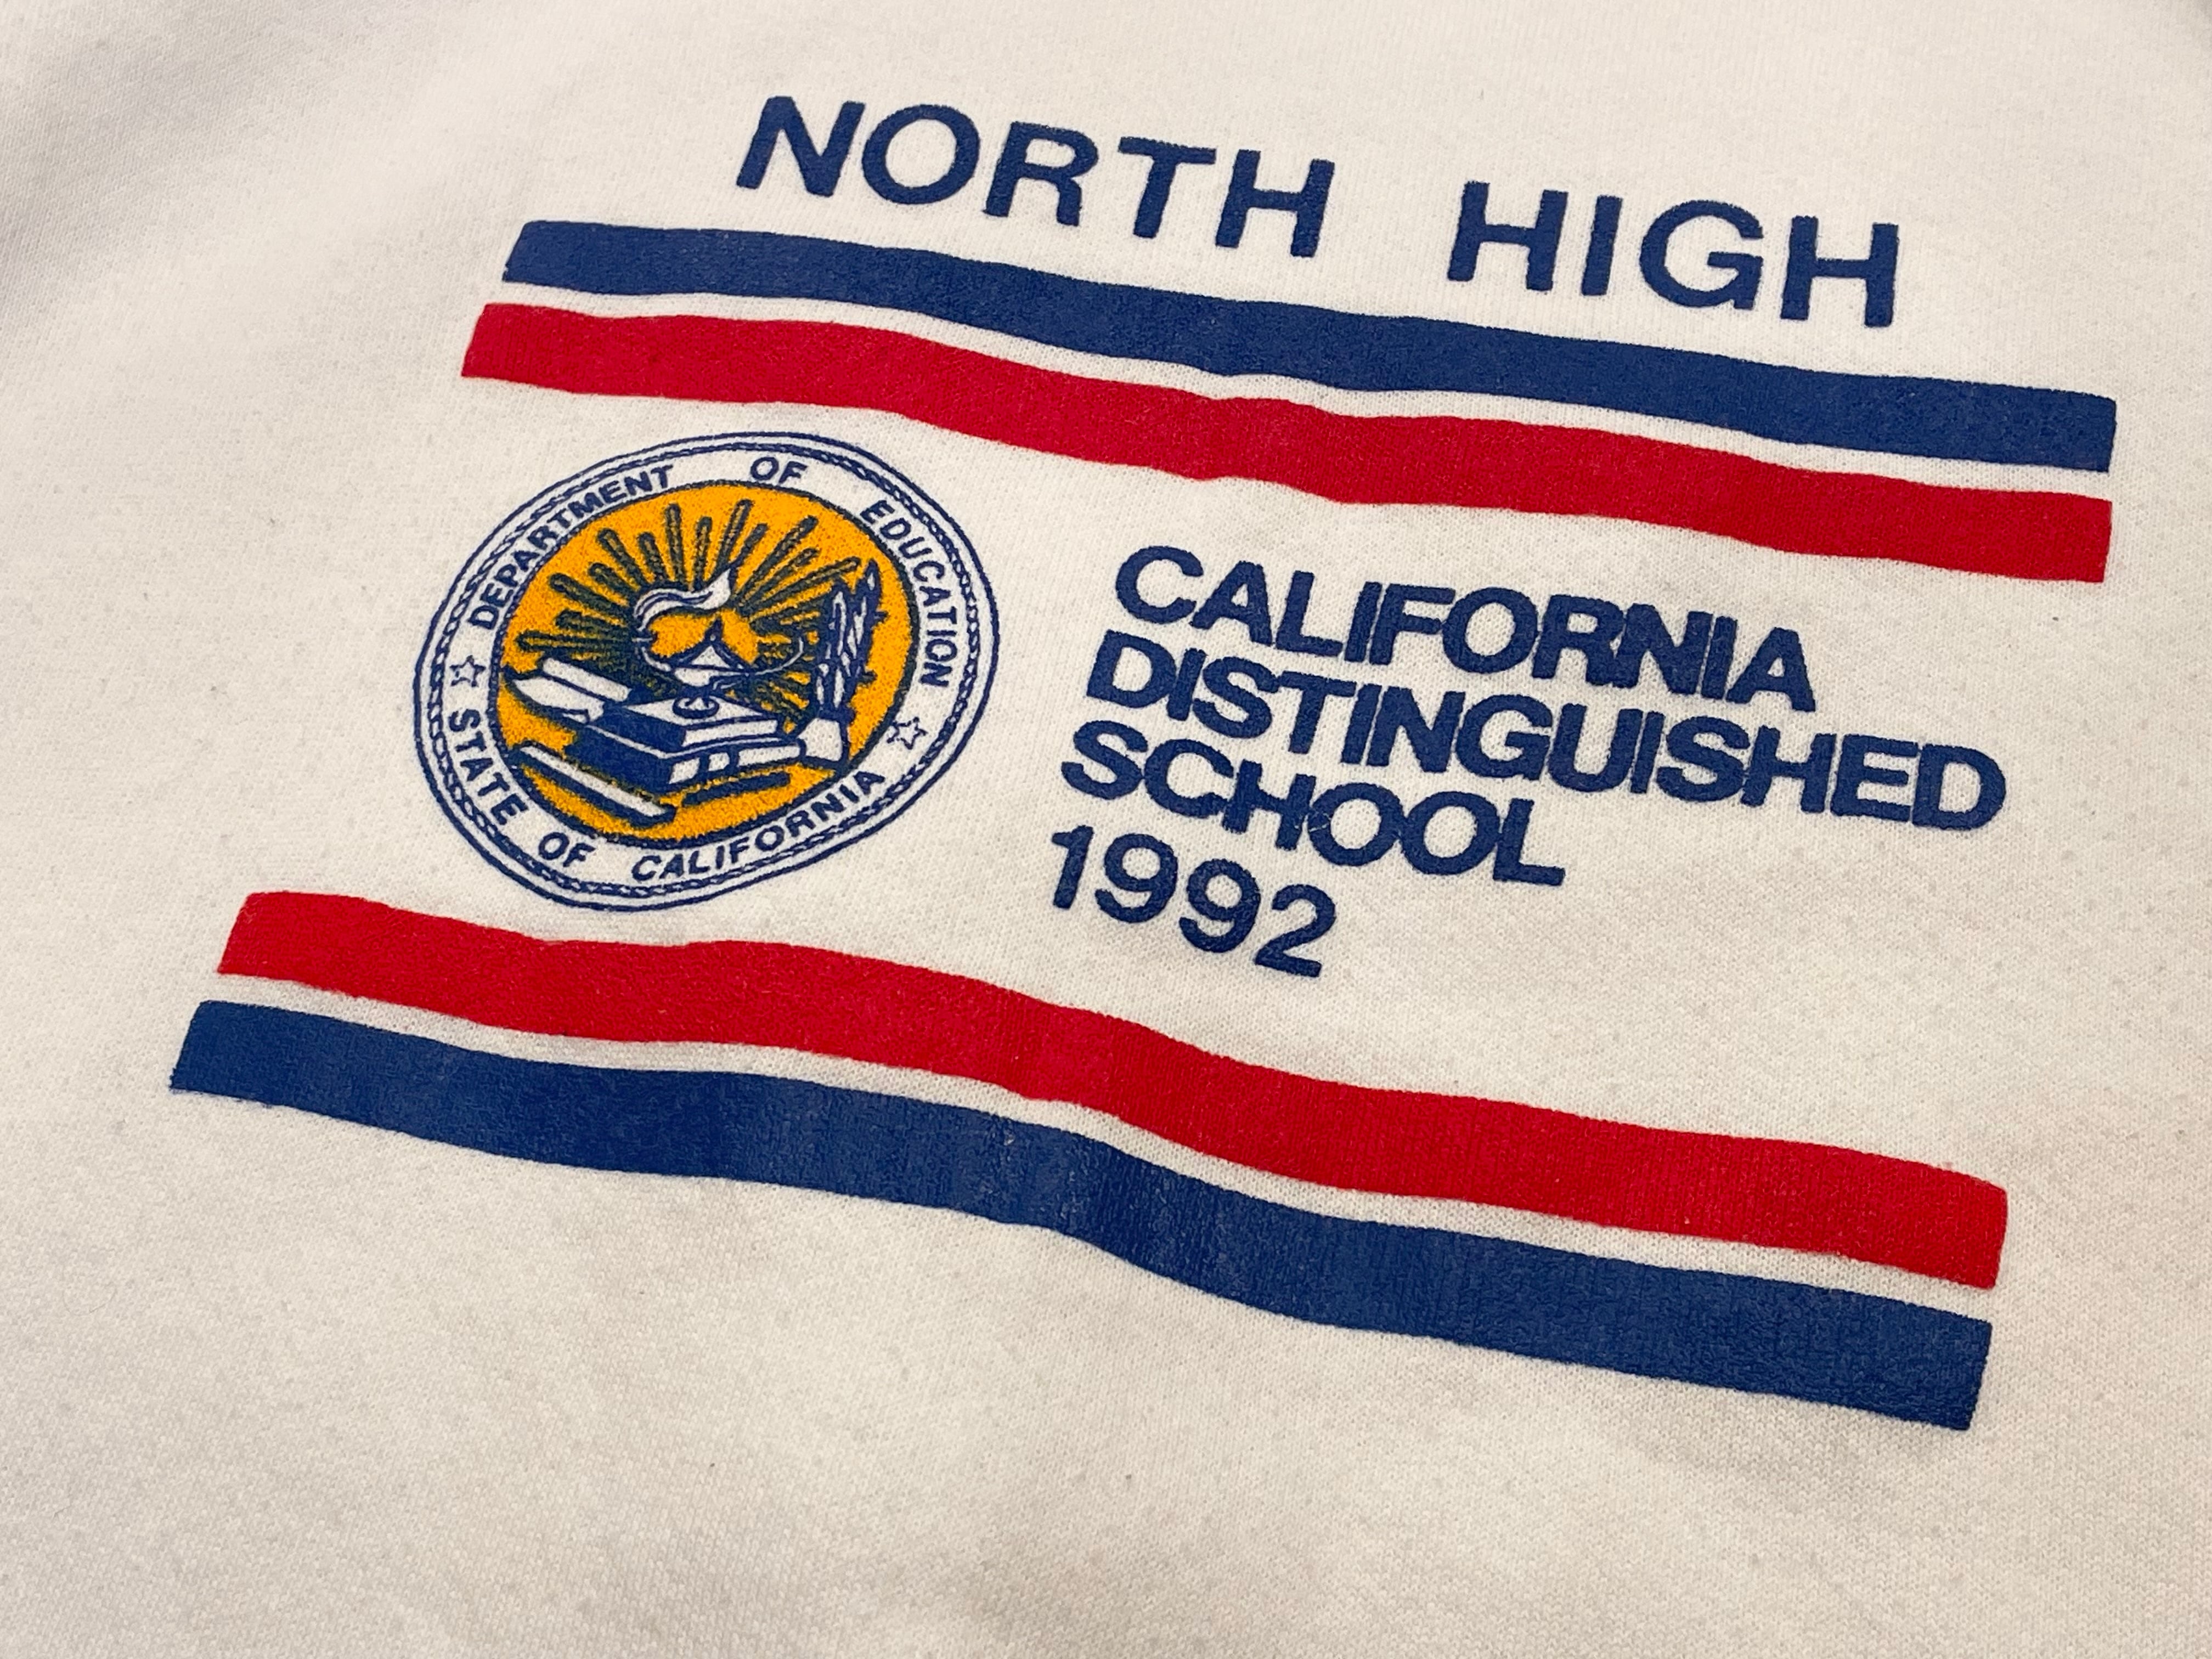 NORTH HIGH
DEPARTMENT OF EDUCATION
STATE OF CALIFORNIA
CALIFORNIA
DISTINGUISHED
SCHOOL
1992